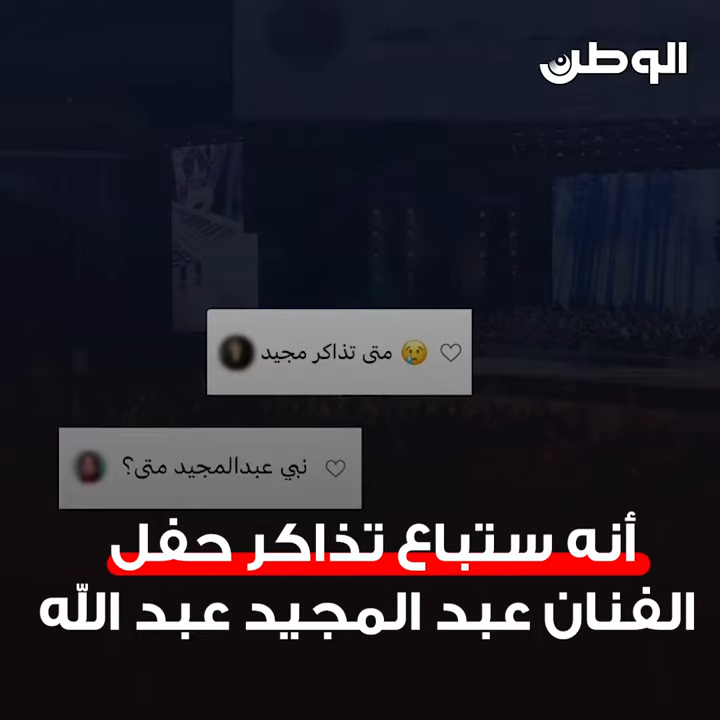 الوطن
متى تذاكر مجيد 😢
نبي عبدالمجيد متى؟
أنه ستباع تذاكر حفل
الفنان عبد المجيد عبد الله